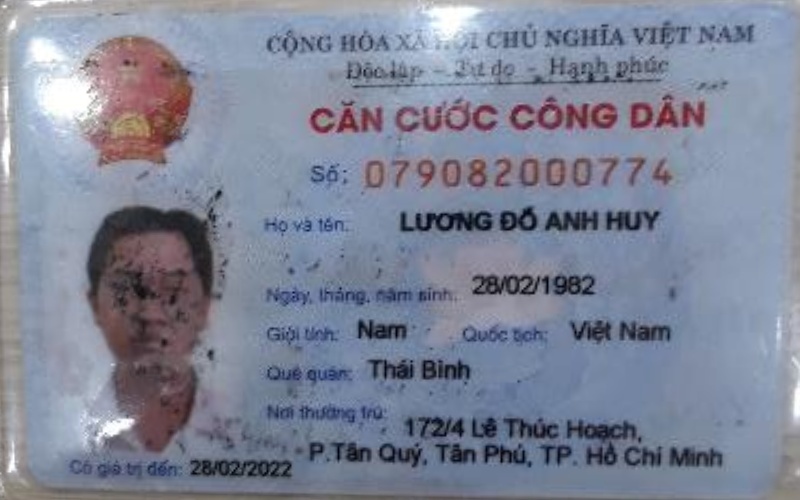 CỘNG HÒA XÃ HỘI CHỦ NGHĨA VIỆT NAM
Độc lập – Tự do – Hạnh phúc
CĂN CƯỚC CÔNG DÂN
Số: 079082000774
Họ và tên: LƯƠNG ĐỖ ANH HUY
Ngày, tháng, năm sinh: 28/02/1982
Giới tính: Nam Quốc tịch: Việt Nam
Quê quán: Thái Bình
Nơi thường trú: 172/4 Lê Thúc Hoạch,
P.Tân Quý, Tân Phú, TP. Hồ Chí Minh
Có giá trị đến: 28/02/2022